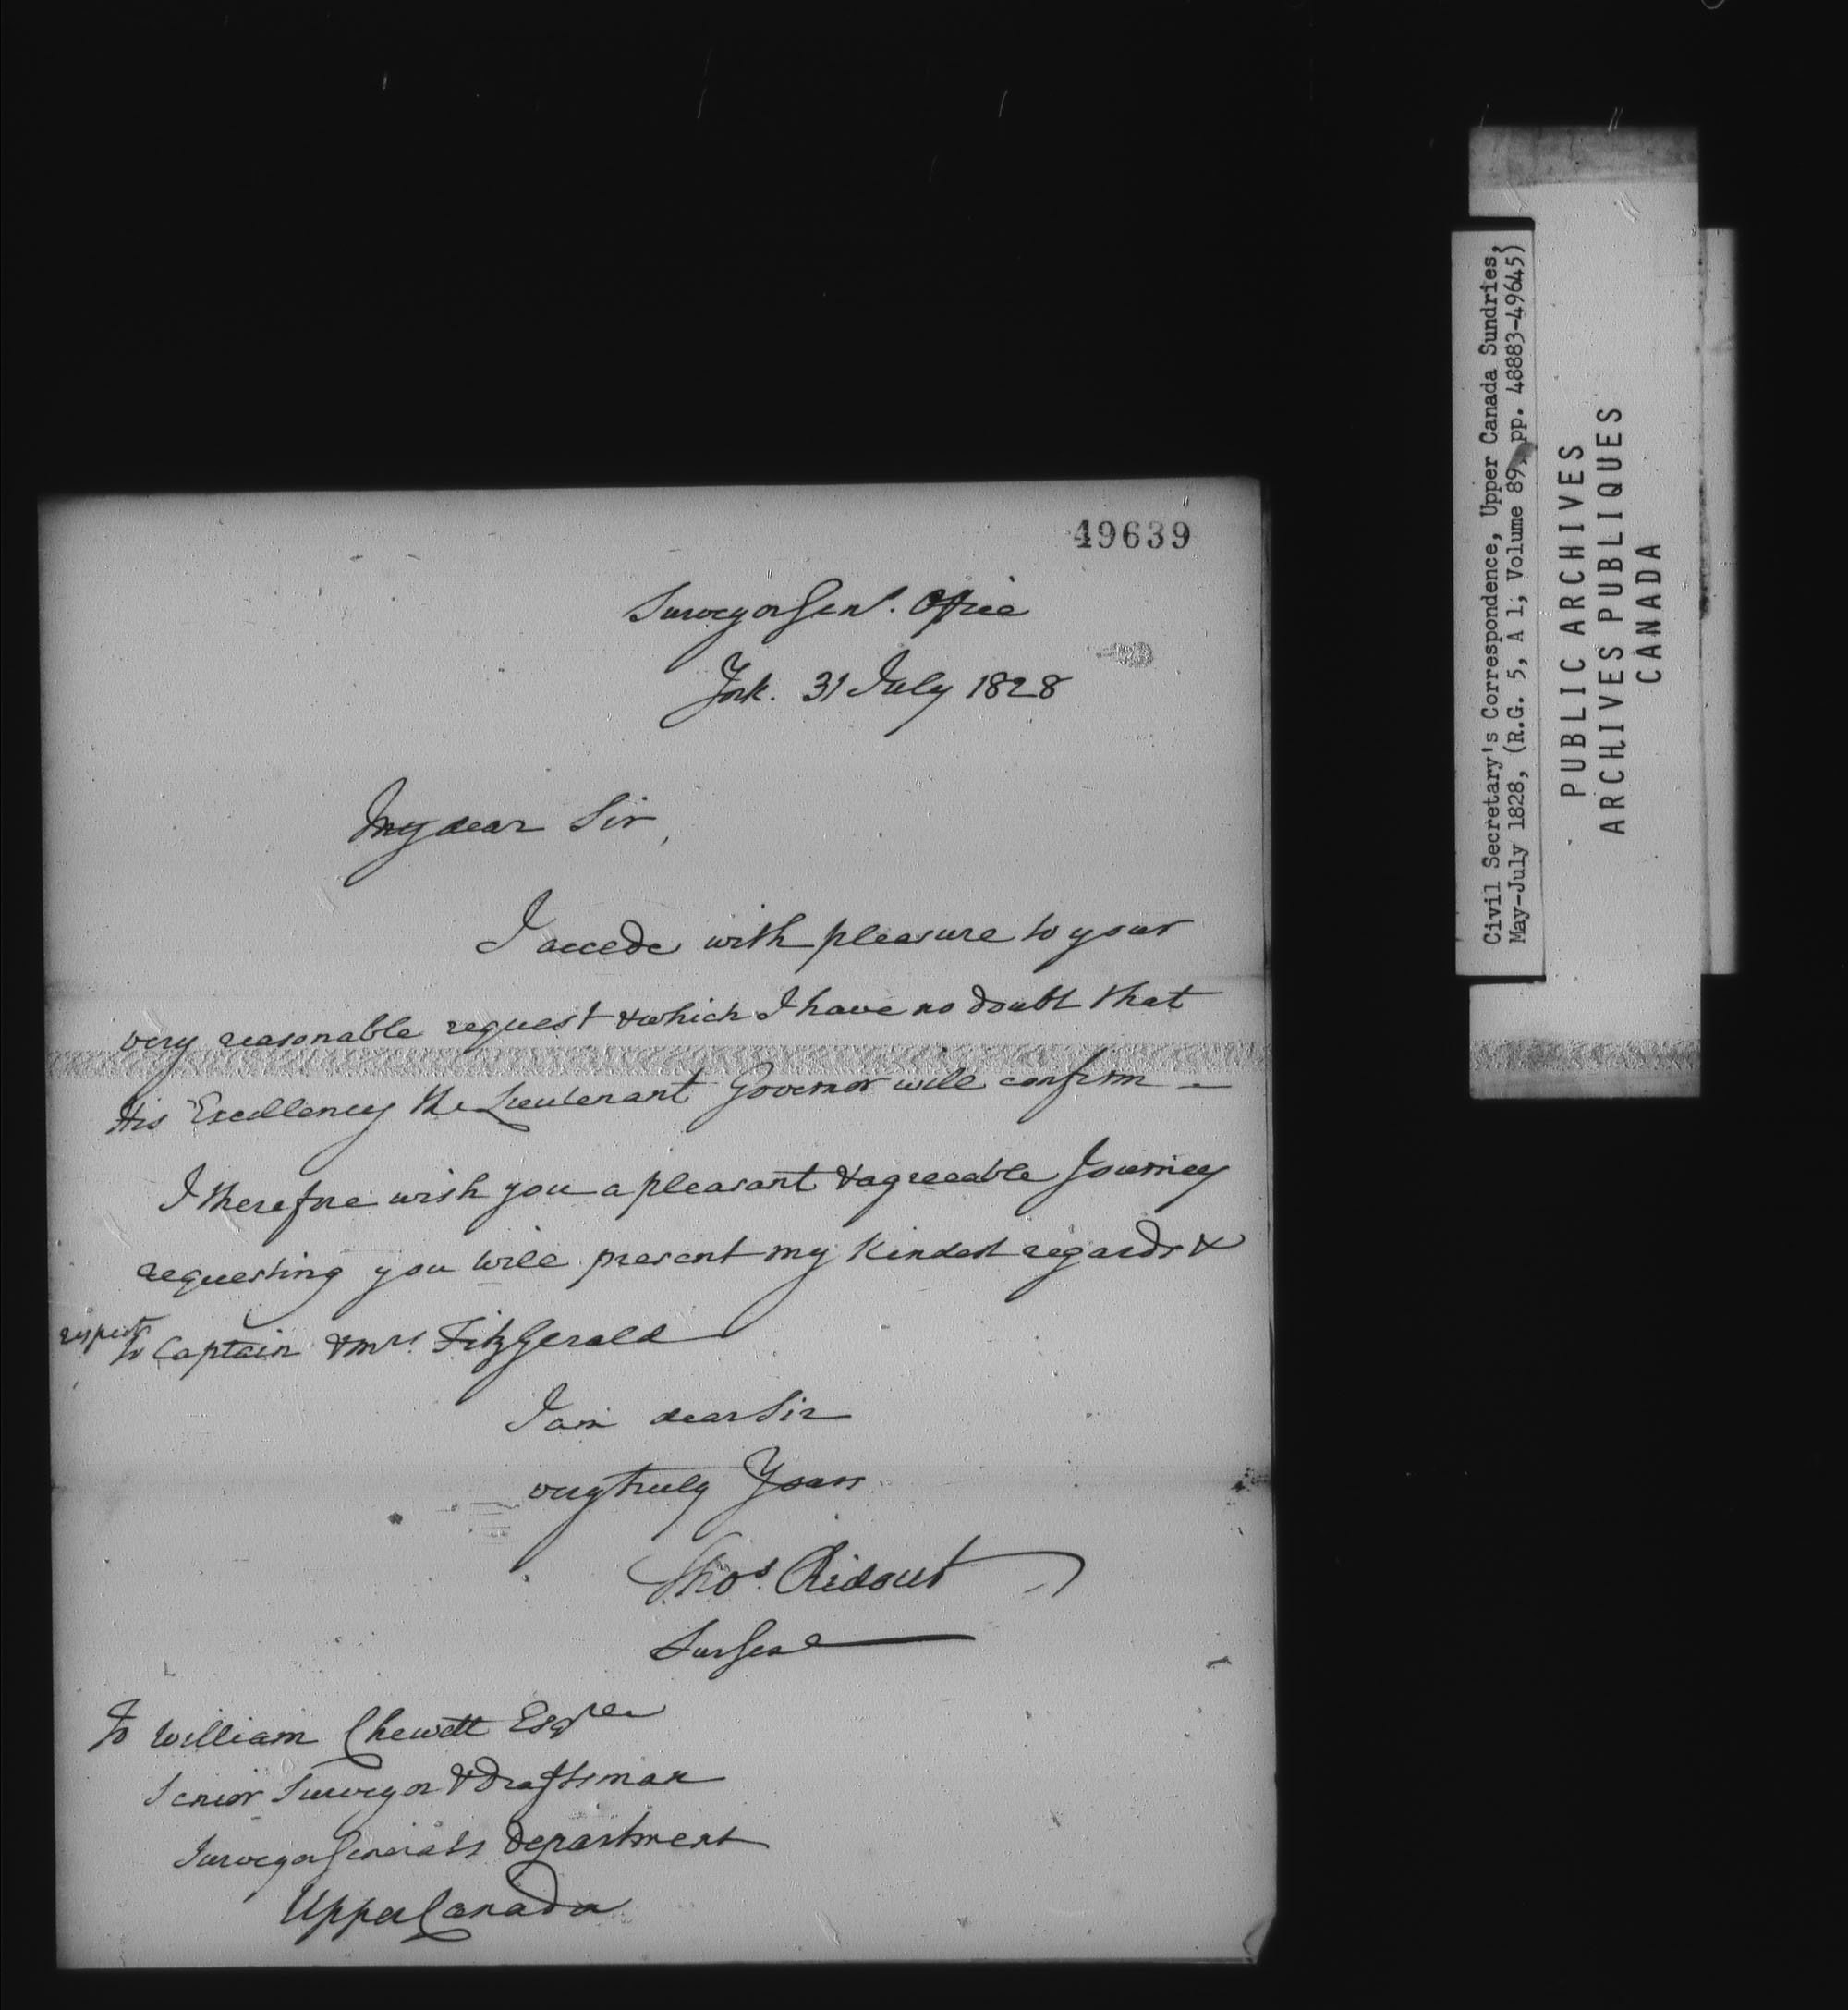 49639
Surveyor Genl. Office
York. 31 July 1828
My dear Sir,
I accede with pleasure to your
very reasonable request & which I have no doubt that
His Excellency the Lieutenant Governor will confirm -
I therefore wish you a pleasant & agreeable Journey
requesting you will present my kindest regards &
respects to Captain & Mrs. FitzGerald
I am dear Sir
very truly Yours
Thos. Ridout
Sur Genl
To William Chewett Esqre
Senior Surveyor & Draftsman
Surveyor Generals Department
Upper Canada
Civil Secretary's Correspondence, Upper Canada Sundries,
May-July 1828, (R.G. 5, A 1, Volume 89, pp. 48883-49645)
PUBLIC ARCHIVES
ARCHIVES PUBLIQUES
CANADA